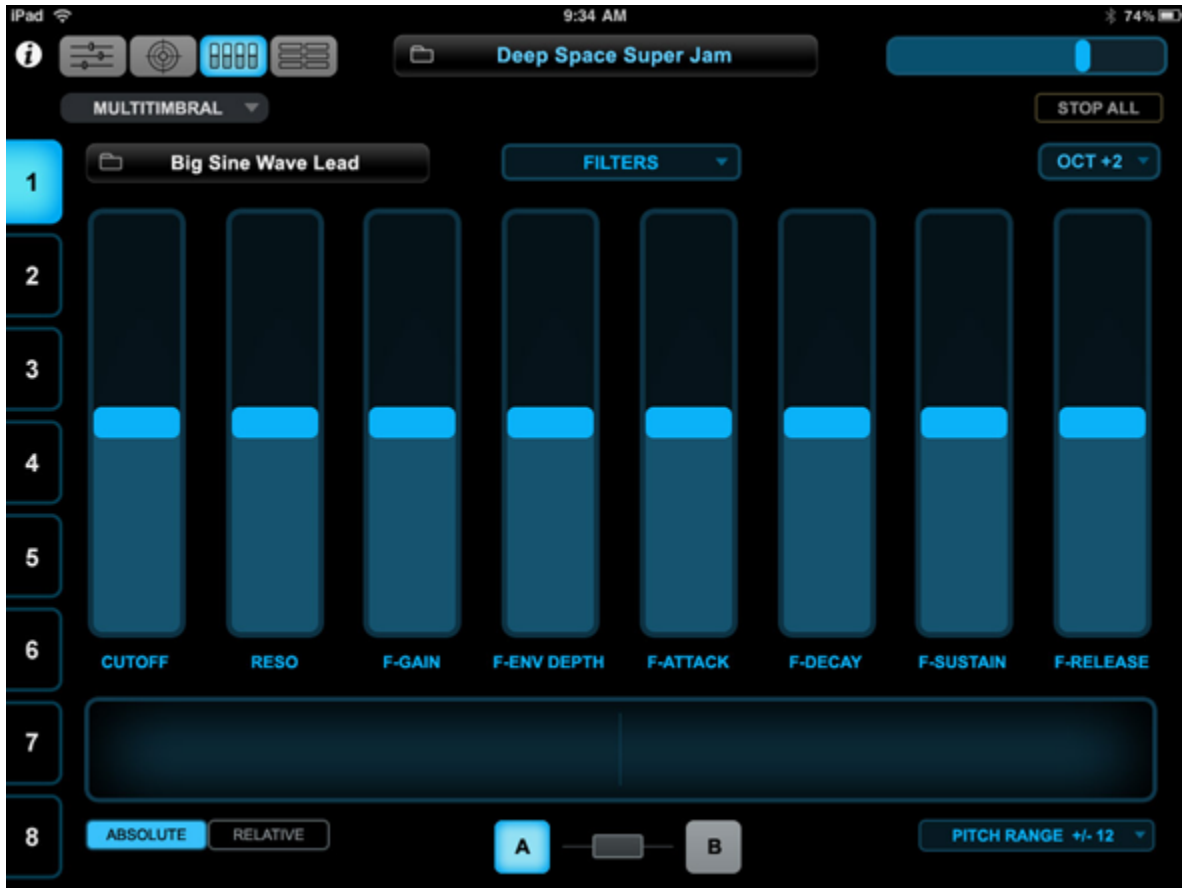 iPad 9:34 AM 74%
i Deep Space Super Jam
MULTITIMBRAL STOP ALL
1 Big Sine Wave Lead FILTERS OCT +2
2
3
4
5
6 CUTOFF RESO F-GAIN F-ENV DEPTH F-ATTACK F-DECAY F-SUSTAIN F-RELEASE
7
8 ABSOLUTE RELATIVE A B PITCH RANGE +/- 12